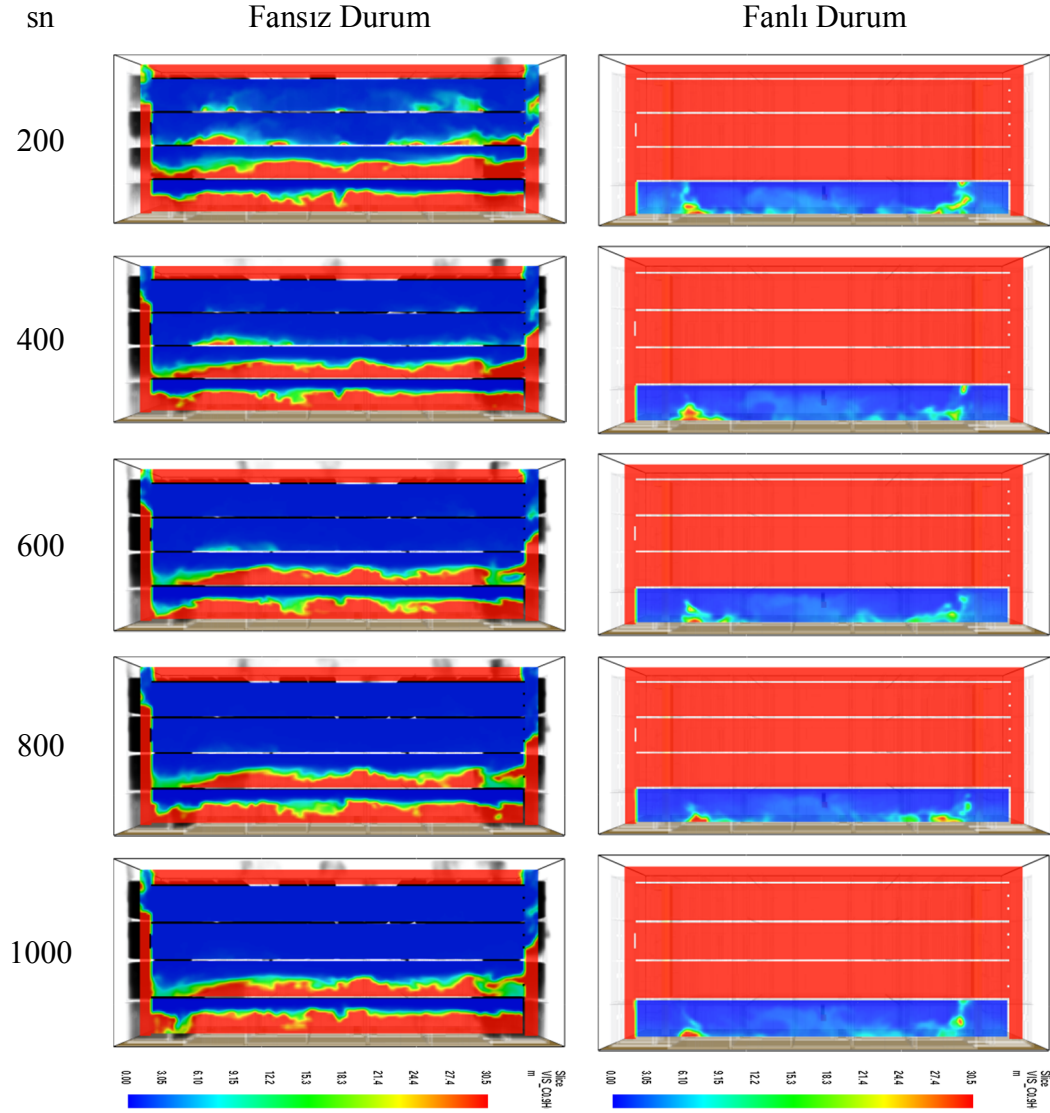 sn Fansız Durum Fanlı Durum
200
400
600
800
1000
0.00 3.05 6.10 9.15 12.2 15.3 18.3 21.4 24.4 27.4 30.5 m
Slice
VIS_C0.9H
m
0.00 3.05 6.10 9.15 12.2 15.3 18.3 21.4 24.4 27.4 30.5
Slice
VIS_C0.9H
m